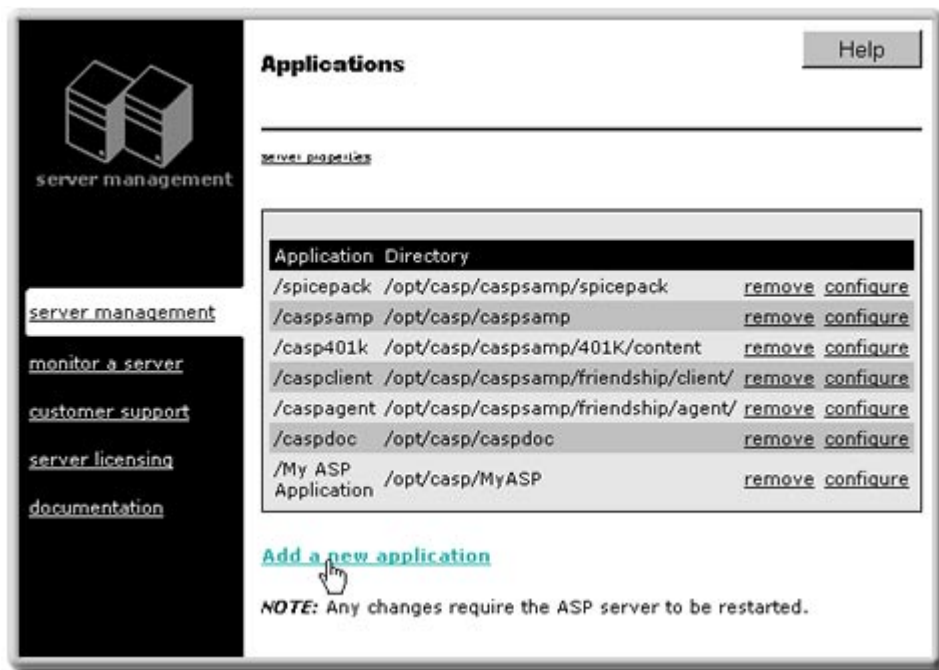 Applications
Help
server management
server properties
Application Directory
/spicepack /opt/casp/caspsamp/spicepack remove configure
/caspsamp /opt/casp/caspsamp remove configure
/casp401k /opt/casp/caspsamp/401K/content remove configure
/caspclient /opt/casp/caspsamp/friendship/client/ remove configure
/caspagent /opt/casp/caspsamp/friendship/agent/ remove configure
/caspdoc /opt/casp/caspdoc remove configure
/My ASP
Application /opt/casp/MyASP remove configure
server management
monitor a server
customer support
server licensing
documentation
Add a new application
NOTE: Any changes require the ASP server to be restarted.